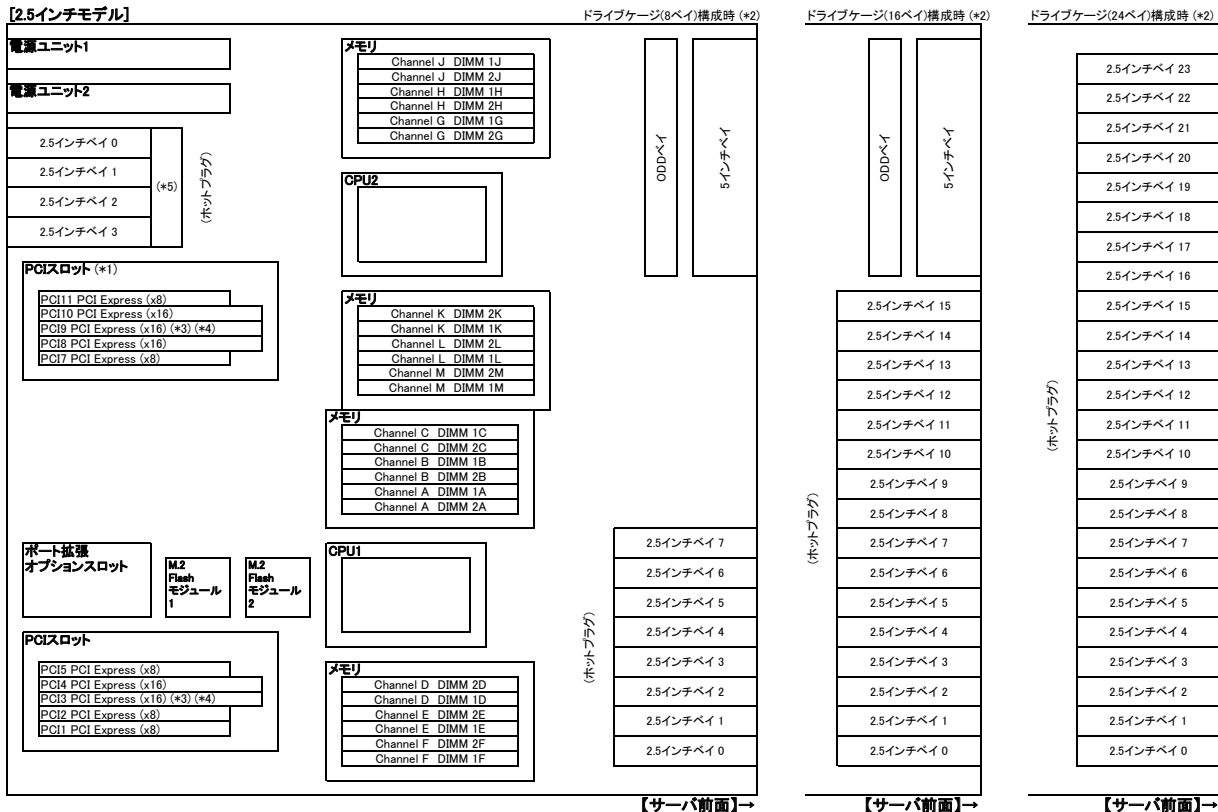 [2.5インチモデル]
電源ユニット1
電源ユニット2
2.5インチベイ 0
2.5インチベイ 1
2.5インチベイ 2
2.5インチベイ 3
(*5)
(ホットプラグ)
PCIスロット (*1)
PCI11 PCI Express (x8)
PCI10 PCI Express (x16)
PCI9 PCI Express (x16) (*3) (*4)
PCI8 PCI Express (x16)
PCI7 PCI Express (x8)
ポート拡張
オプションスロット
M.2
Flash
モジュール
1
M.2
Flash
モジュール
2
PCIスロット
PCI5 PCI Express (x8)
PCI4 PCI Express (x16)
PCI3 PCI Express (x16) (*3) (*4)
PCI2 PCI Express (x8)
PCI1 PCI Express (x8)
メモリ
Channel J DIMM 1J
Channel J DIMM 2J
Channel H DIMM 1H
Channel H DIMM 2H
Channel G DIMM 1G
Channel G DIMM 2G
CPU2
メモリ
Channel K DIMM 2K
Channel K DIMM 1K
Channel L DIMM 2L
Channel L DIMM 1L
Channel M DIMM 2M
Channel M DIMM 1M
メモリ
Channel C DIMM 1C
Channel C DIMM 2C
Channel B DIMM 1B
Channel B DIMM 2B
Channel A DIMM 1A
Channel A DIMM 2A
CPU1
メモリ
Channel D DIMM 2D
Channel D DIMM 1D
Channel E DIMM 2E
Channel E DIMM 1E
Channel F DIMM 2F
Channel F DIMM 1F
ドライブケージ(8ベイ)構成時 (*2)
ODDベイ
5インチベイ
(ホットプラグ)
2.5インチベイ 7
2.5インチベイ 6
2.5インチベイ 5
2.5インチベイ 4
2.5インチベイ 3
2.5インチベイ 2
2.5インチベイ 1
2.5インチベイ 0
【サーバ前面】→
ドライブケージ(16ベイ)構成時 (*2)
ODDベイ
5インチベイ
(ホットプラグ)
2.5インチベイ 15
2.5インチベイ 14
2.5インチベイ 13
2.5インチベイ 12
2.5インチベイ 11
2.5インチベイ 10
2.5インチベイ 9
2.5インチベイ 8
2.5インチベイ 7
2.5インチベイ 6
2.5インチベイ 5
2.5インチベイ 4
2.5インチベイ 3
2.5インチベイ 2
2.5インチベイ 1
2.5インチベイ 0
【サーバ前面】→
ドライブケージ(24ベイ)構成時 (*2)
(ホットプラグ)
2.5インチベイ 23
2.5インチベイ 22
2.5インチベイ 21
2.5インチベイ 20
2.5インチベイ 19
2.5インチベイ 18
2.5インチベイ 17
2.5インチベイ 16
2.5インチベイ 15
2.5インチベイ 14
2.5インチベイ 13
2.5インチベイ 12
2.5インチベイ 11
2.5インチベイ 10
2.5インチベイ 9
2.5インチベイ 8
2.5インチベイ 7
2.5インチベイ 6
2.5インチベイ 5
2.5インチベイ 4
2.5インチベイ 3
2.5インチベイ 2
2.5インチベイ 1
2.5インチベイ 0
【サーバ前面】→